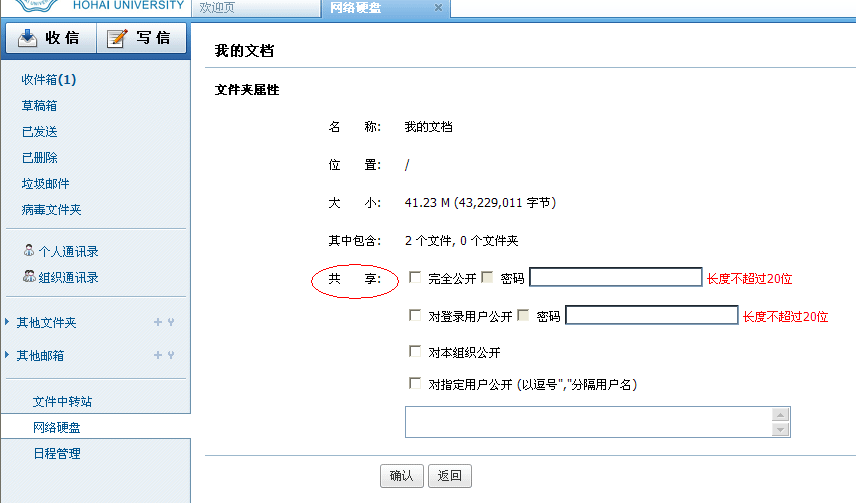 HOHAI UNIVERSITY
欢迎页
网络硬盘
收信
写信
收件箱(1)
草稿箱
已发送
已删除
垃圾邮件
病毒文件夹
个人通讯录
组织通讯录
其他文件夹
其他邮箱
文件中转站
网络硬盘
日程管理
我的文档
文件夹属性
名 称: 我的文档
位 置: /
大 小: 41.23 M (43,229,011 字节)
其中包含: 2 个文件, 0 个文件夹
共 享: 完全公开 密码 长度不超过20位
对登录用户公开 密码 长度不超过20位
对本组织公开
对指定用户公开 (以逗号","分隔用户名)
确认 返回